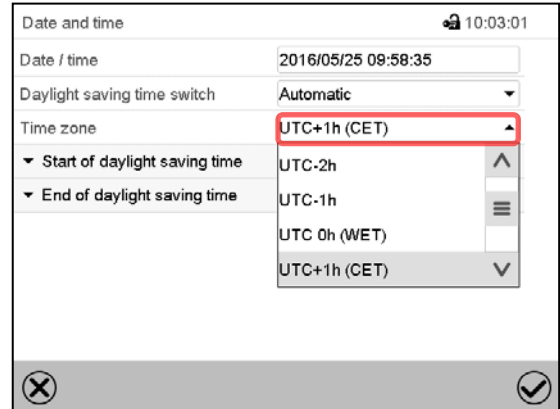 Date and time 10:03:01
Date / time 2016/05/25 09:58:35
Daylight saving time switch Automatic
Time zone UTC+1h (CET)
Start of daylight saving time
UTC-2h
End of daylight saving time
UTC-1h
UTC 0h (WET)
UTC+1h (CET)